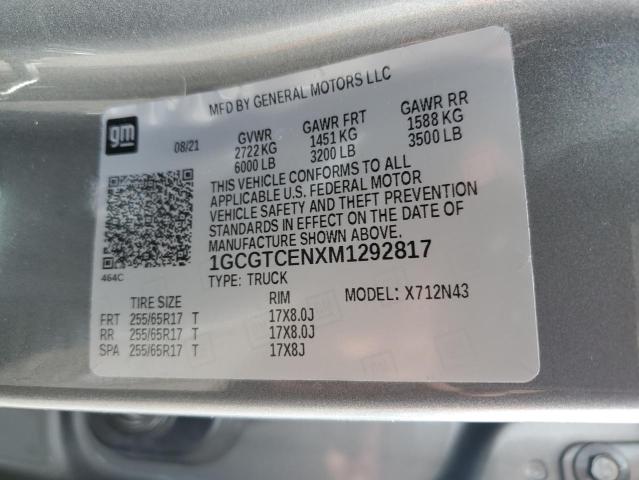 MFD BY GENERAL MOTORS LLC
gm
08/21 GVWR GAWR FRT GAWR RR
2722 KG 1451 KG 1588 KG
6000 LB 3200 LB 3500 LB
THIS VEHICLE CONFORMS TO ALL
APPLICABLE U.S. FEDERAL MOTOR
VEHICLE SAFETY AND THEFT PREVENTION
STANDARDS IN EFFECT ON THE DATE OF
MANUFACTURE SHOWN ABOVE.
1GCGTCENXM1292817
464C
TYPE: TRUCK
TIRE SIZE RIM MODEL: X712N43
FRT 255/65R17 T 17X8.0J
RR 255/65R17 T 17X8.0J
SPA 255/65R17 T 17X8J